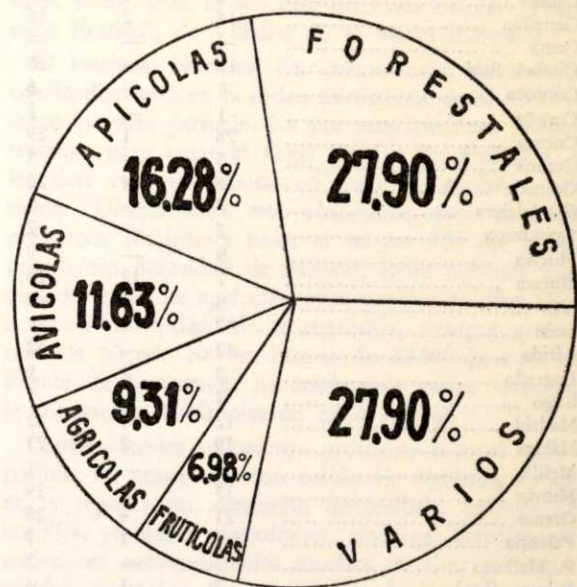 FORESTALES
27.90%
APICOLAS
16.28%
AVICOLAS
11.63%
AGRICOLAS
9.31%
FRUTICOLAS
6.98%
VARIOS
27.90%